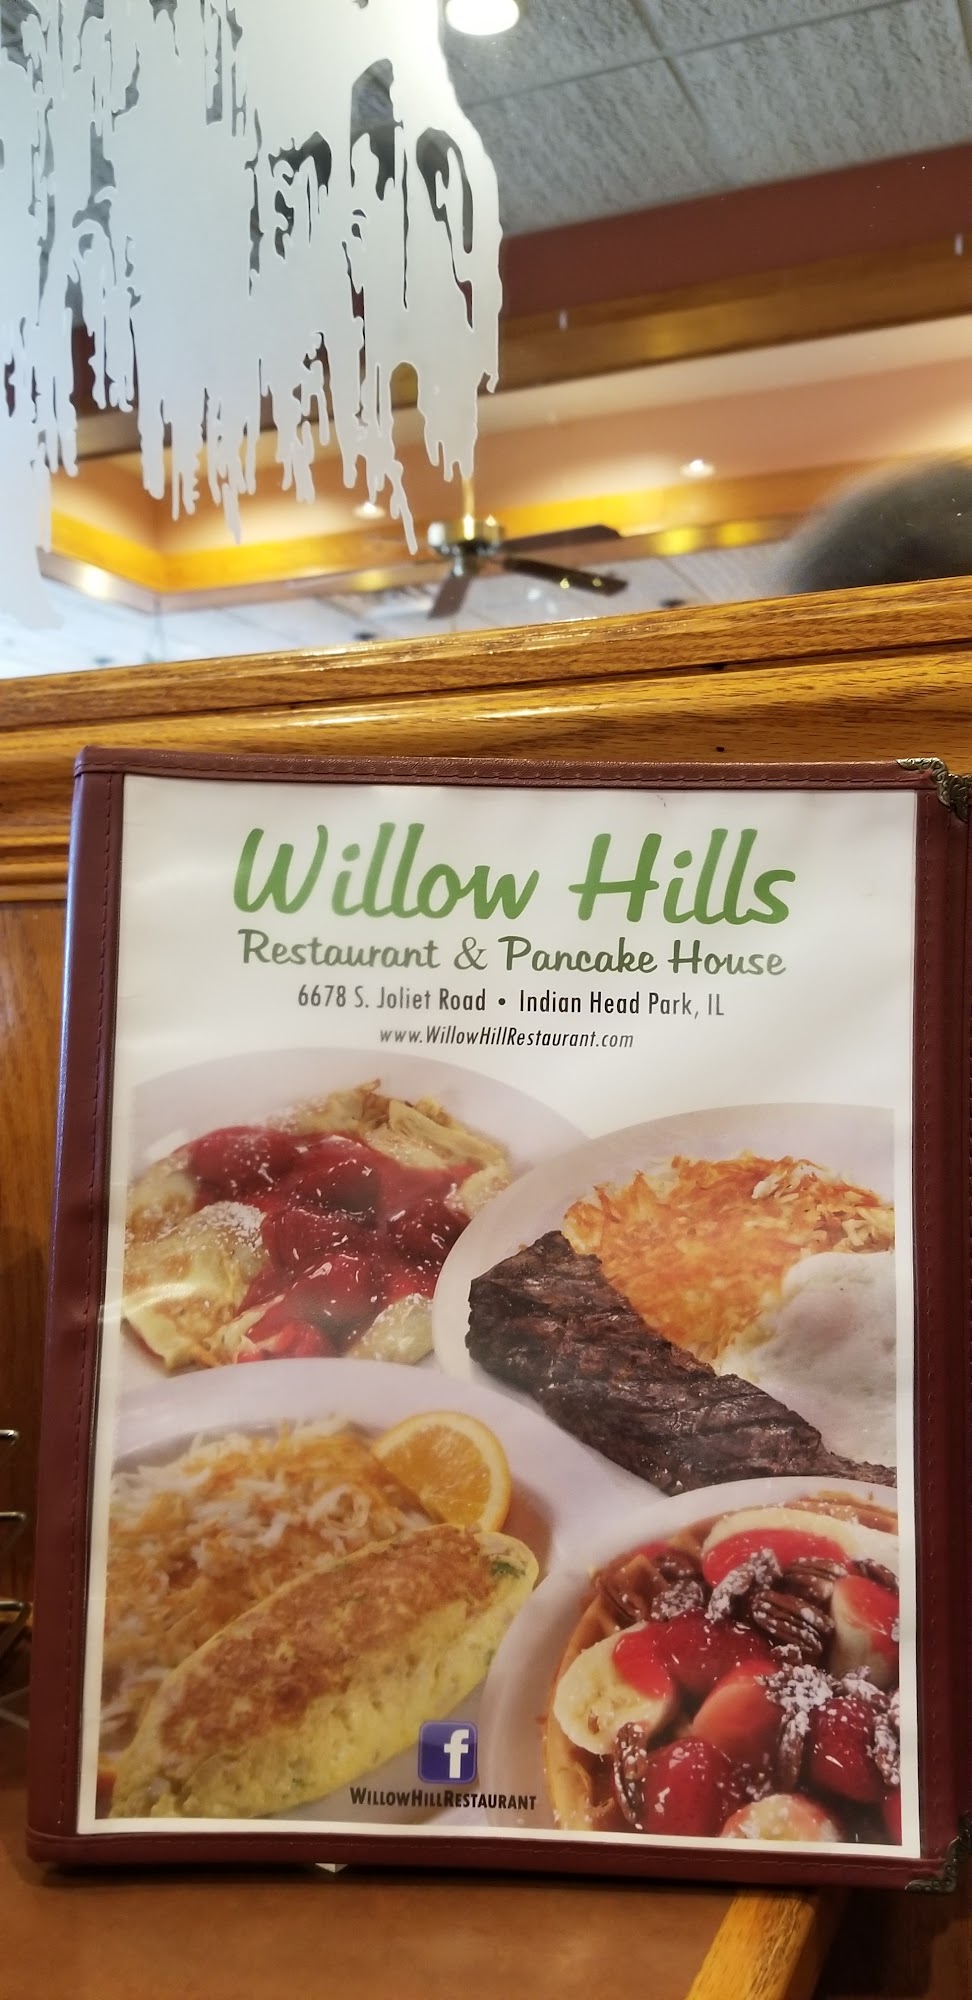 Willow Hills
Restaurant & Pancake House
6678 S. Joliet Road • Indian Head Park, IL
www.WillowHillRestaurant.com
f
WILLOWHILLRESTAURANT